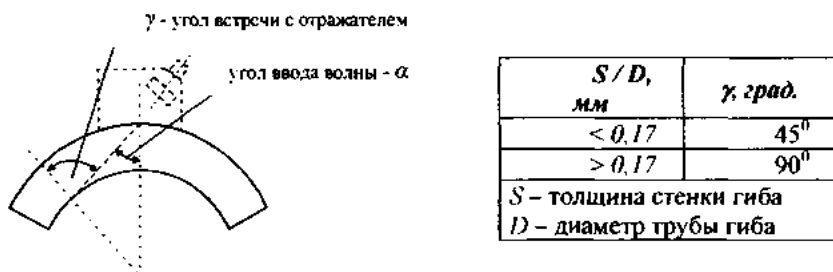 γ - угол встречи с отражателем
угол ввода волны - α
S / D, мм
γ, град.
< 0,17
45⁰
> 0,17
90⁰
S – толщина стенки гиба
D – диаметр трубы гиба